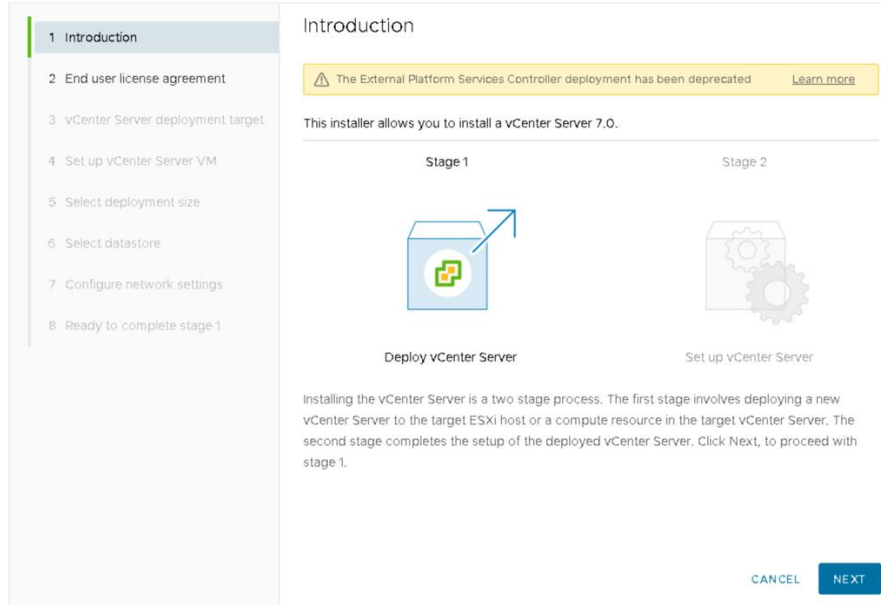 1 Introduction
2 End user license agreement
3 vCenter Server deployment target
4 Set up vCenter Server VM
5 Select deployment size
6 Select datastore
7 Configure network settings
8 Ready to complete stage 1
Introduction
The External Platform Services Controller deployment has been deprecated Learn more
This installer allows you to install a vCenter Server 7.0.
Stage 1 Stage 2
Deploy vCenter Server Set up vCenter Server
Installing the vCenter Server is a two stage process. The first stage involves deploying a new
vCenter Server to the target ESXi host or a compute resource in the target vCenter Server. The
second stage completes the setup of the deployed vCenter Server. Click Next, to proceed with
stage 1.
CANCEL NEXT